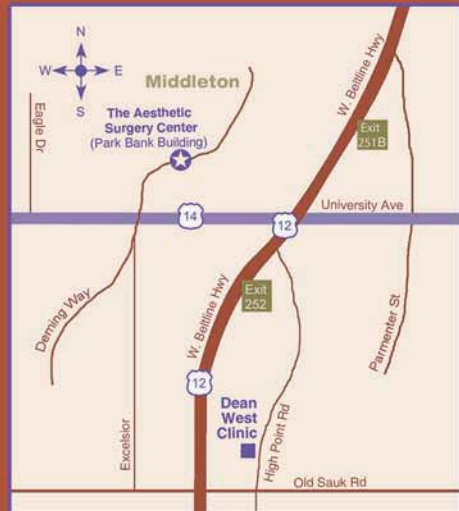 N
W E
S
Middleton
Eagle Dr
The Aesthetic
Surgery Center
(Park Bank Building)
W. Beltline Hwy
Exit
251B
University Ave
14
12
Deming Way
W. Beltline Hwy
Exit
252
Parmenter St
12
Excelsior
Dean
West
Clinic
High Point Rd
Old Sauk Rd